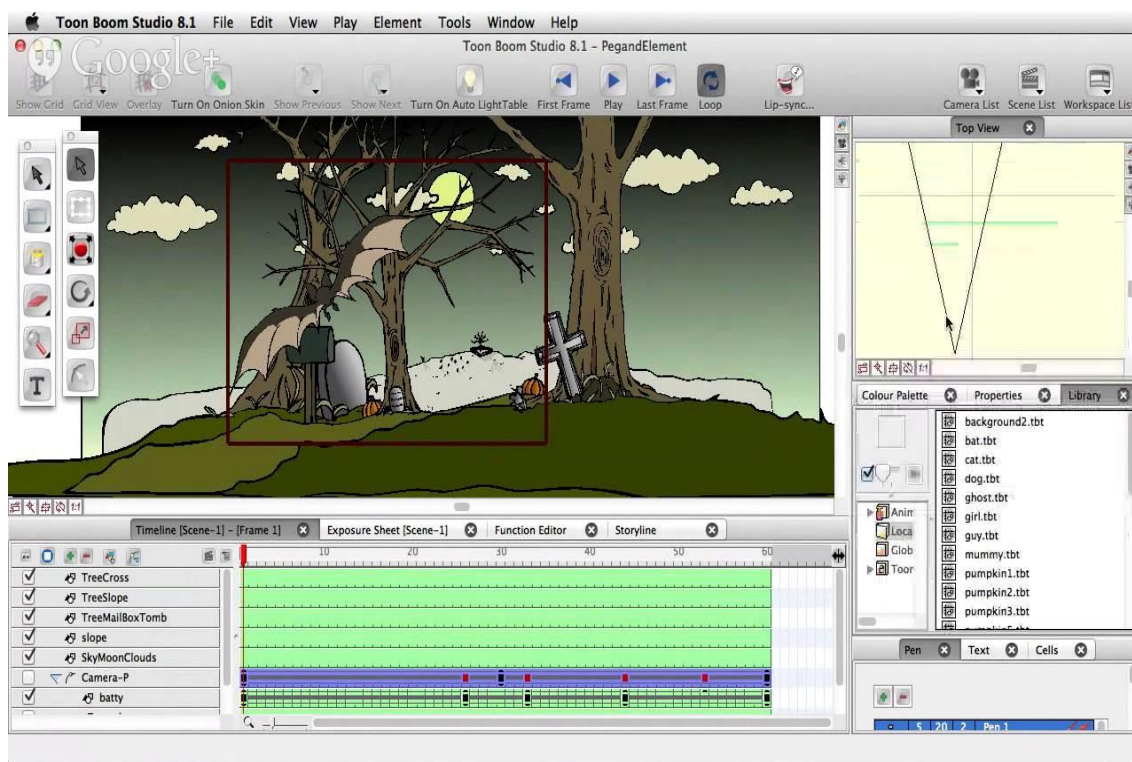 Toon Boom Studio 8.1 File Edit View Play Element Tools Window Help
Toon Boom Studio 8.1 – PegandElement
Google+
Show Grid Grid View Overlay Turn On Onion Skin Show Previous Show Next Turn On Auto LightTable First Frame Play Last Frame Loop Lip-sync... Camera List Scene List Workspace Lis
Top View
T
Colour Palette Properties Library
background2.tbt
bat.tbt
cat.tbt
dog.tbt
ghost.tbt
girl.tbt
guy.tbt
mummy.tbt
pumpkin1.tbt
pumpkin2.tbt
pumpkin3.tbt
Anim
Loca
Glob
Toor
Timeline [Scene-1] – [Frame 1] Exposure Sheet [Scene-1] Function Editor Storyline
10 20 30 40 50 60
TreeCross
TreeSlope
TreeMailBoxTomb
slope
SkyMoonClouds
Camera-P
batty
Pen Text Cells
5 20 2 Pen 1